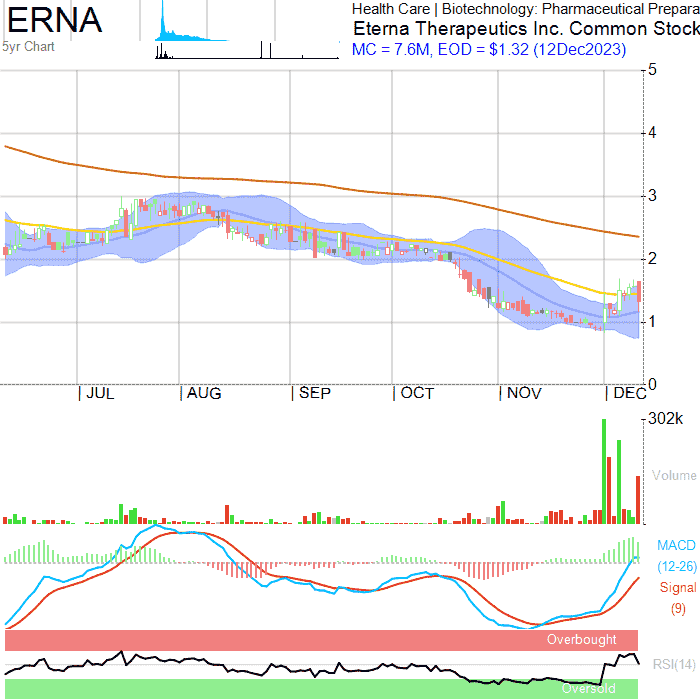 ERNA
Health Care | Biotechnology: Pharmaceutical Prepara
Eterna Therapeutics Inc. Common Stock
5yr Chart
MC = 7.6M, EOD = $1.32 (12Dec2023)
5
4
3
2
1
0
JUL AUG SEP OCT NOV DEC
302k
Volume
MACD
(12-26)
Signal
(9)
Overbought
RSI(14)
Oversold